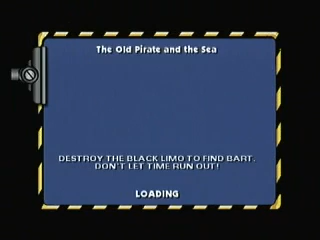 The Old Pirate and the Sea
DESTROY THE BLACK LIMO TO FIND BART.
DON'T LET TIME RUN OUT!
LOADING